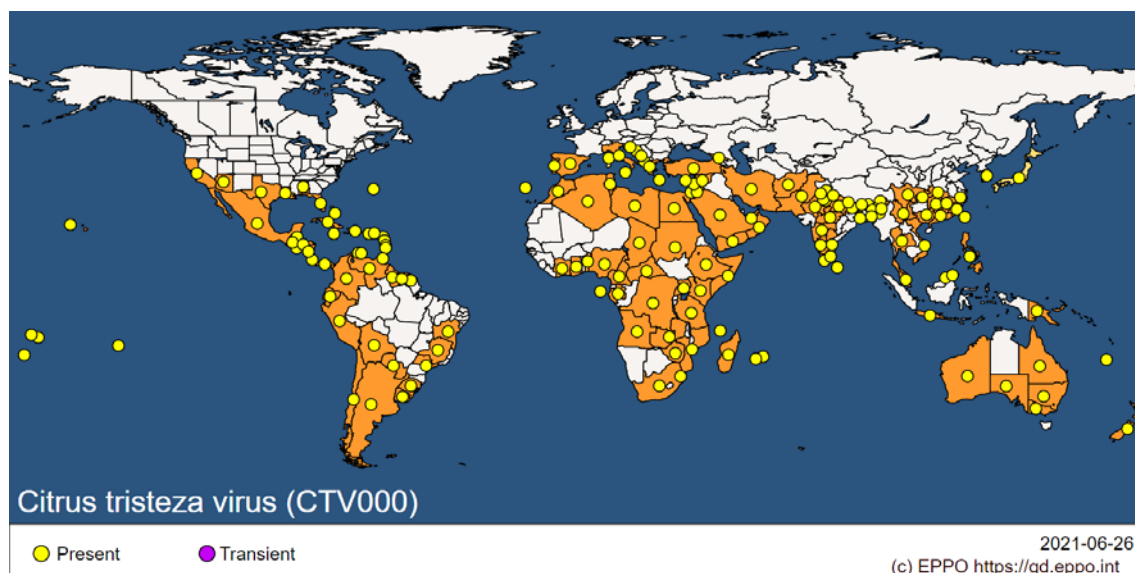 Citrus tristeza virus (CTV000)
Present
Transient
2021-06-26
(c) EPPO https://gd.eppo.int